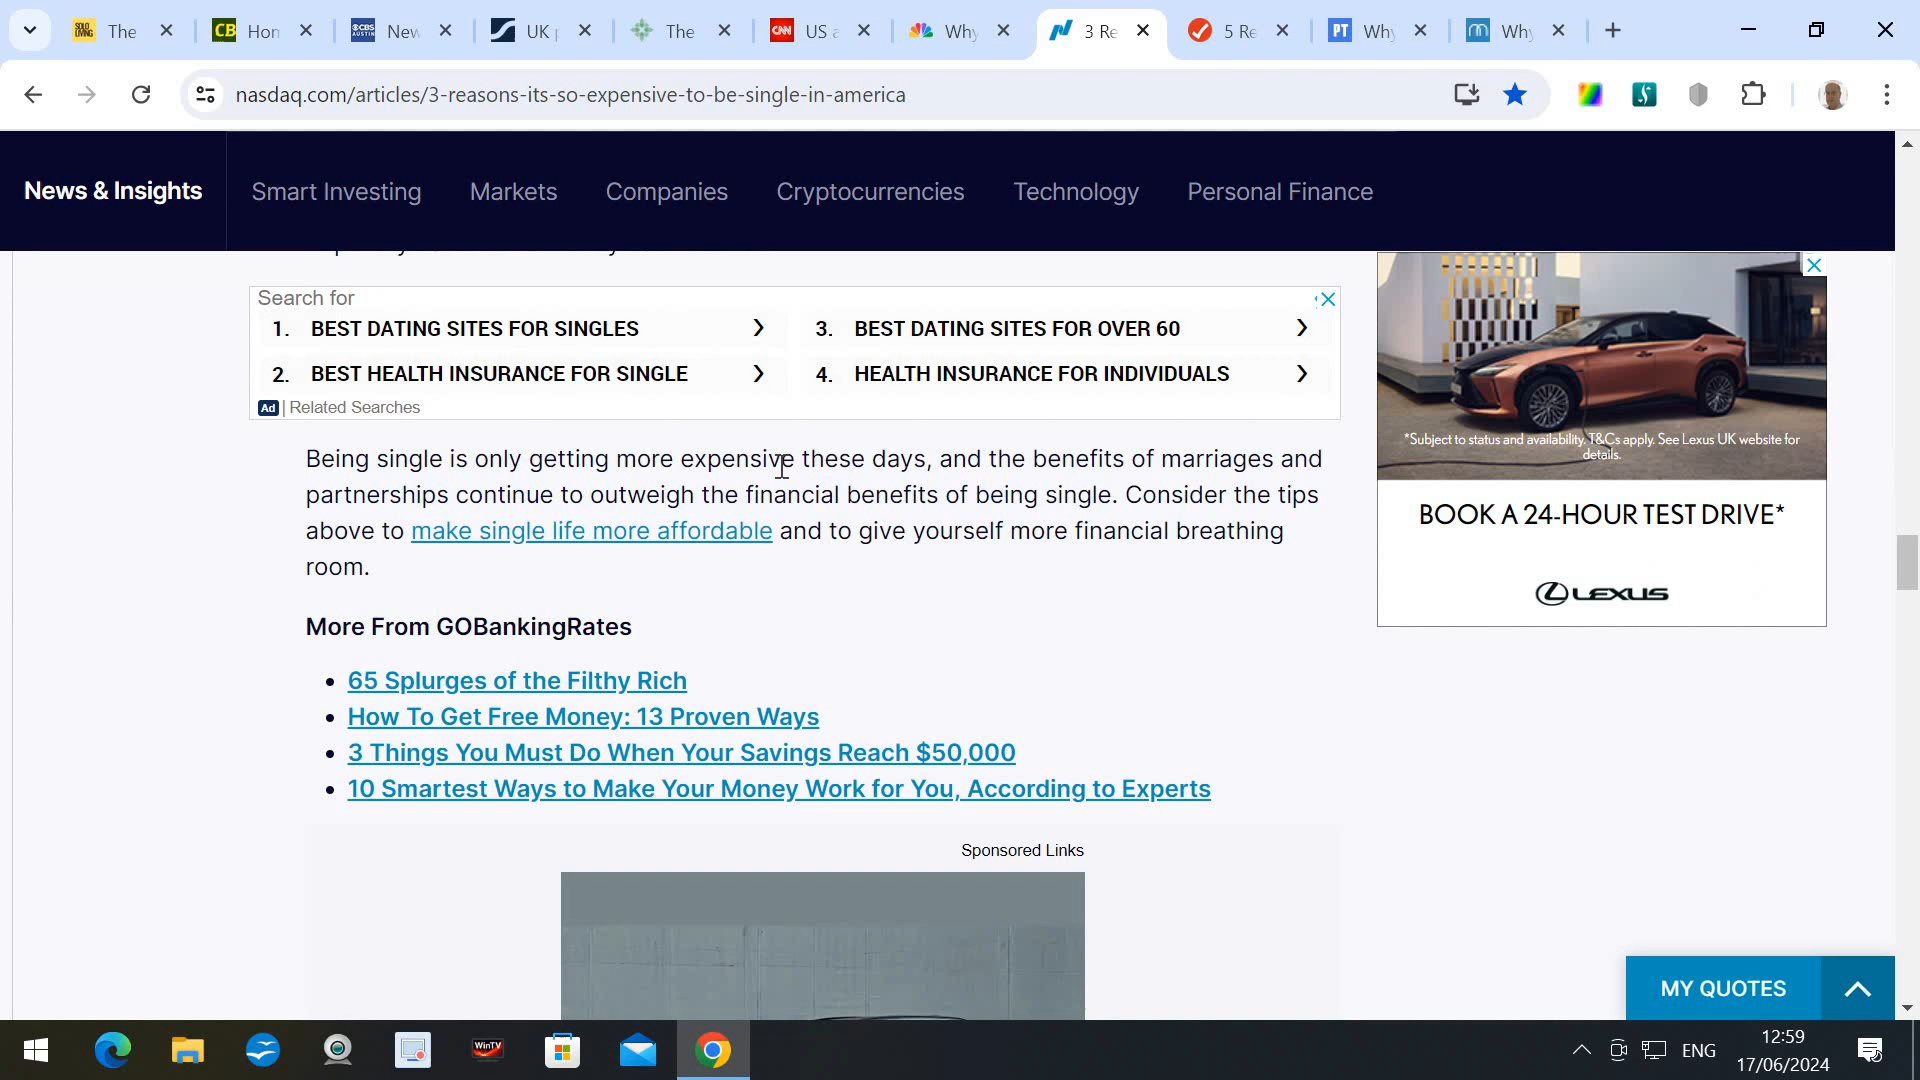 The
Hon
New
UK
The
US
Why
3 Re
5 Re
Why
Why
nasdaq.com/articles/3-reasons-its-so-expensive-to-be-single-in-america
News & Insights
Smart Investing
Markets
Companies
Cryptocurrencies
Technology
Personal Finance
Search for
1. BEST DATING SITES FOR SINGLES
3. BEST DATING SITES FOR OVER 60
2. BEST HEALTH INSURANCE FOR SINGLE
4. HEALTH INSURANCE FOR INDIVIDUALS
Ad | Related Searches
*Subject to status and availability. T&Cs apply. See Lexus UK website for
details.
BOOK A 24-HOUR TEST DRIVE*
LEXUS
Being single is only getting more expensive these days, and the benefits of marriages and
partnerships continue to outweigh the financial benefits of being single. Consider the tips
above to make single life more affordable and to give yourself more financial breathing
room.
More From GOBankingRates
• 65 Splurges of the Filthy Rich
• How To Get Free Money: 13 Proven Ways
• 3 Things You Must Do When Your Savings Reach $50,000
• 10 Smartest Ways to Make Your Money Work for You, According to Experts
Sponsored Links
MY QUOTES
WinTV
ENG
12:59
17/06/2024